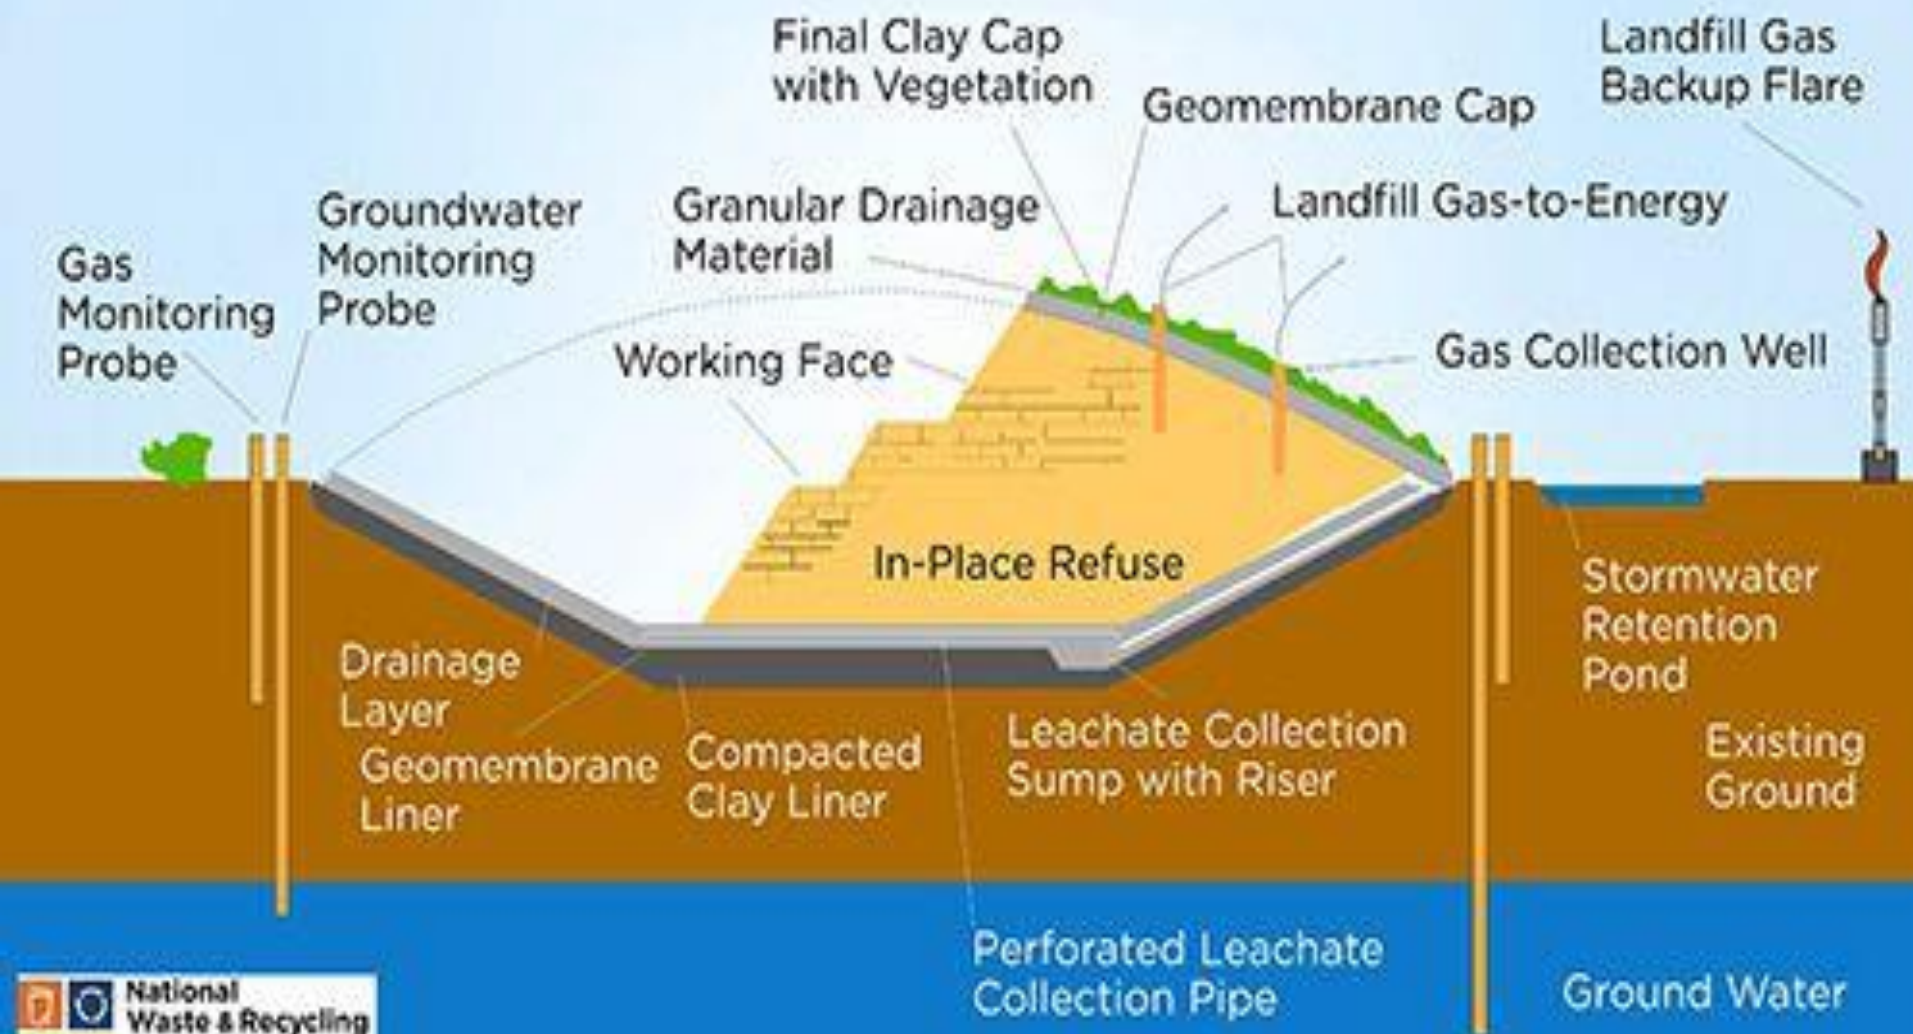 Final Clay Cap
with Vegetation
Geomembrane Cap
Landfill Gas
Backup Flare
Granular Drainage
Material
Landfill Gas-to-Energy
Groundwater
Monitoring
Probe
Gas
Monitoring
Probe
Working Face
Gas Collection Well
In-Place Refuse
Stormwater
Retention
Pond
Drainage
Layer
Geomembrane
Liner
Compacted
Clay Liner
Leachate Collection
Sump with Riser
Existing
Ground
Perforated Leachate
Collection Pipe
Ground Water
National
Waste & Recycling